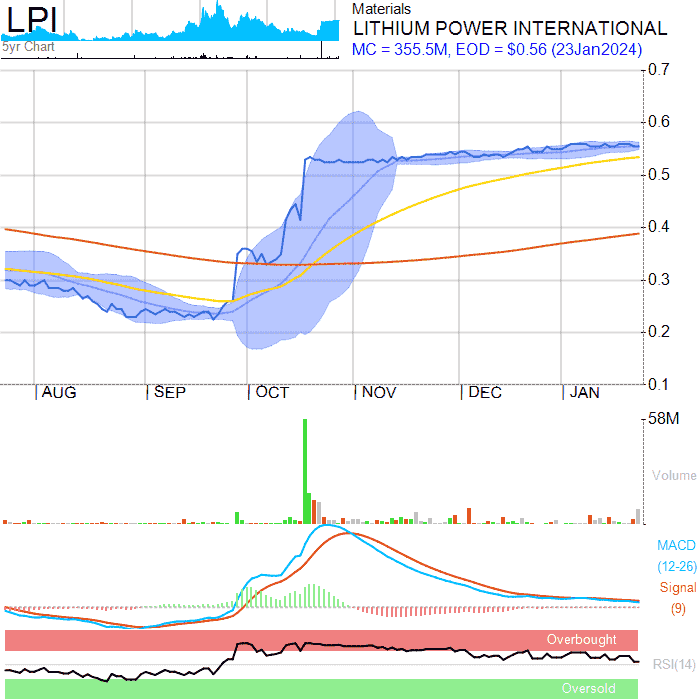 LPI
5yr Chart
Materials
LITHIUM POWER INTERNATIONAL
MC = 355.5M, EOD = $0.56 (23Jan2024)
0.7
0.6
0.5
0.4
0.3
0.2
0.1
AUG SEP OCT NOV DEC JAN
58M
Volume
MACD
(12-26)
Signal
(9)
Overbought
RSI(14)
Oversold